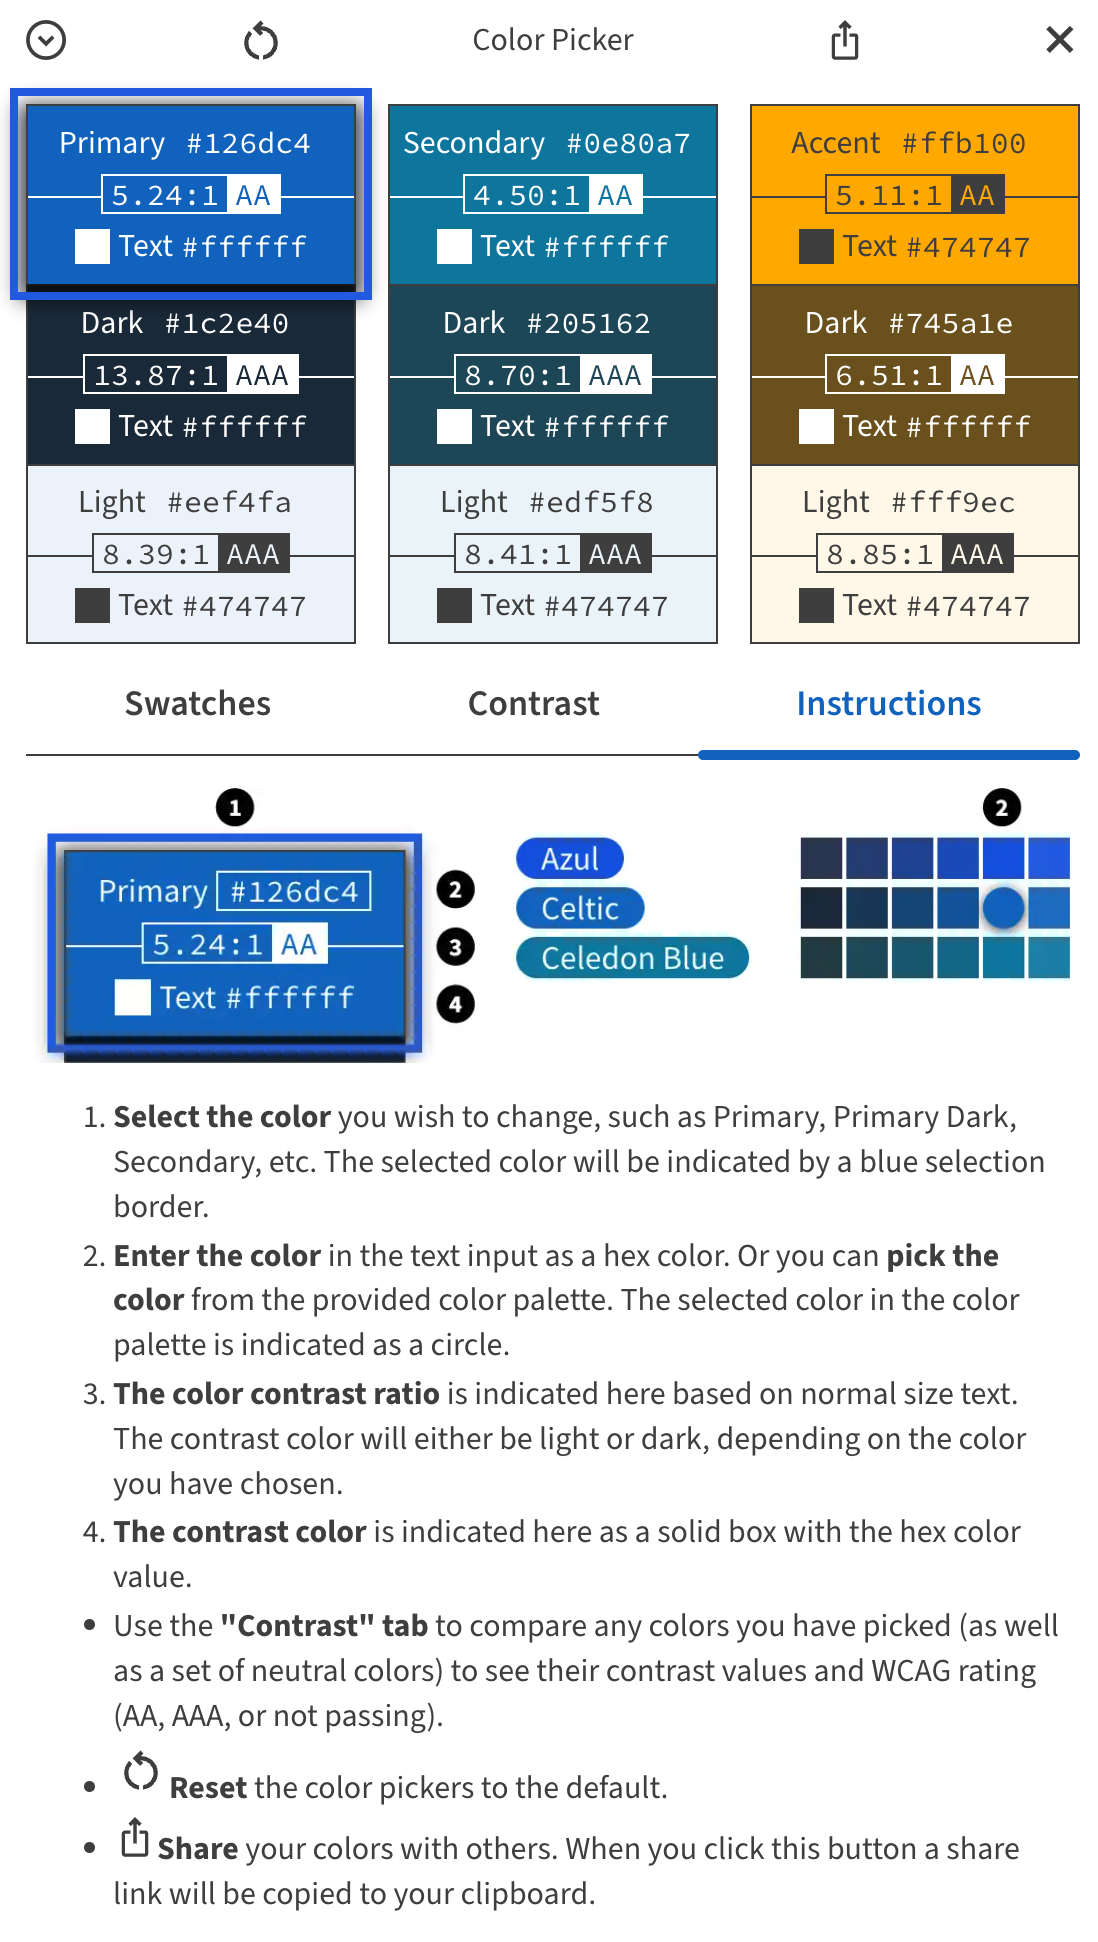 Color Picker
Primary #126dc4
5.24:1 AA
Text #ffffff
Secondary #0e80a7
4.50:1 AA
Text #ffffff
Accent #ffb100
5.11:1 AA
Text #474747
Dark #1c2e40
13.87:1 AAA
Text #ffffff
Dark #205162
8.70:1 AAA
Text #ffffff
Dark #745a1e
6.51:1 AA
Text #ffffff
Light #eef4fa
8.39:1 AAA
Text #474747
Light #edf5f8
8.41:1 AAA
Text #474747
Light #fff9ec
8.85:1 AAA
Text #474747
Swatches
Contrast
Instructions
1
Primary #126dc4
5.24:1 AA
Text #ffffff
2
3
4
Azul
Celtic
Celedon Blue
2
1. Select the color you wish to change, such as Primary, Primary Dark,
Secondary, etc. The selected color will be indicated by a blue selection
border.
2. Enter the color in the text input as a hex color. Or you can pick the
color from the provided color palette. The selected color in the color
palette is indicated as a circle.
3. The color contrast ratio is indicated here based on normal size text.
The contrast color will either be light or dark, depending on the color
you have chosen.
4. The contrast color is indicated here as a solid box with the hex color
value.
• Use the "Contrast" tab to compare any colors you have picked (as well
as a set of neutral colors) to see their contrast values and WCAG rating
(AA, AAA, or not passing).
• Reset the color pickers to the default.
• Share your colors with others. When you click this button a share
link will be copied to your clipboard.